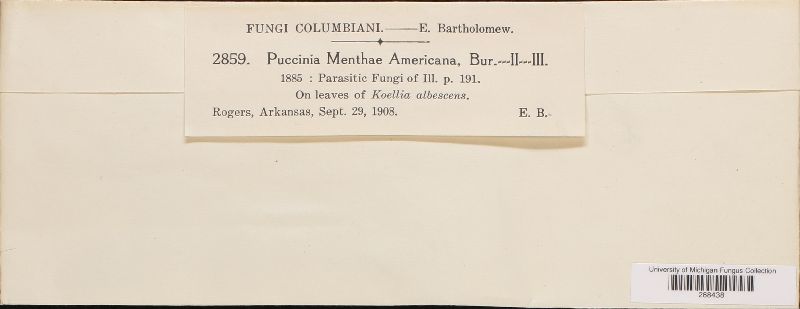 FUNGI COLUMBIANI.——E. Bartholomew.
2859. Puccinia Menthae Americana, Bur.---II---III.
1885 : Parasitic Fungi of Ill. p. 191.
On leaves of Koellia albescens.
Rogers, Arkansas, Sept. 29, 1908. E. B.
University of Michigan Fungus Collection
288438